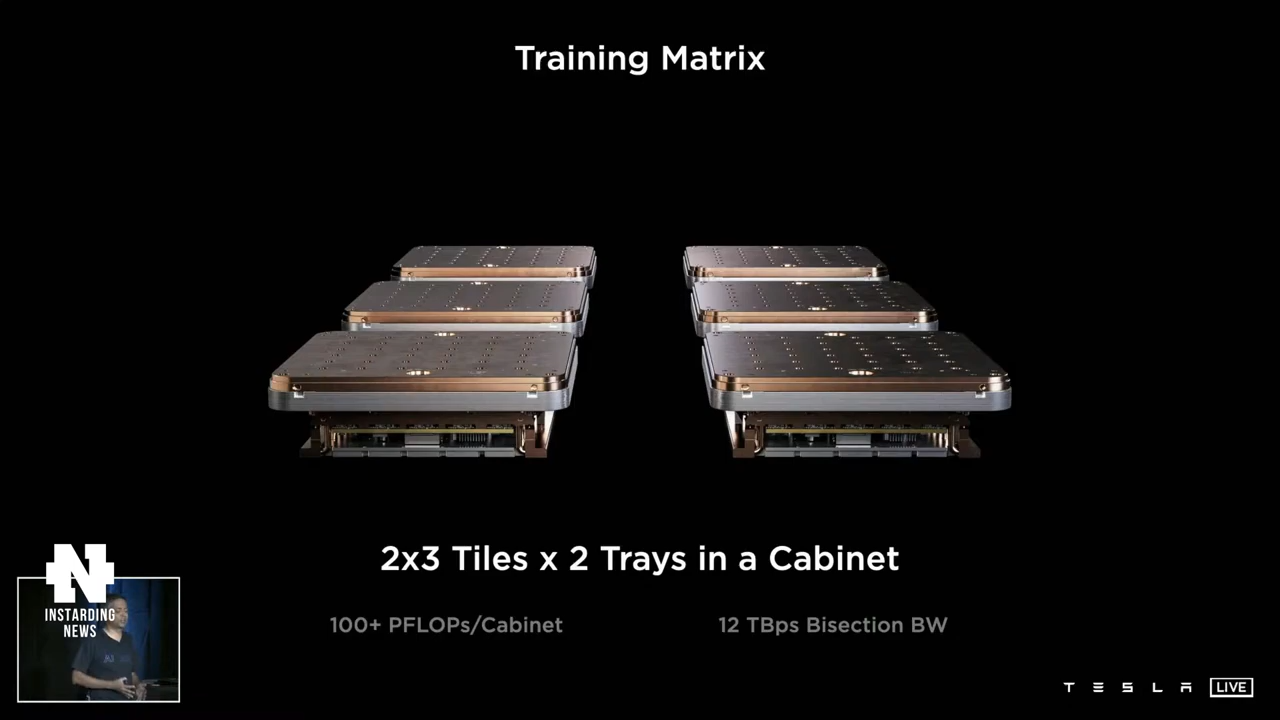 Training Matrix
2x3 Tiles x 2 Trays in a Cabinet
100+ PFLOPs/Cabinet
12 TBps Bisection BW
N
INSTARDING
NEWS
AI
TESLA LIVE